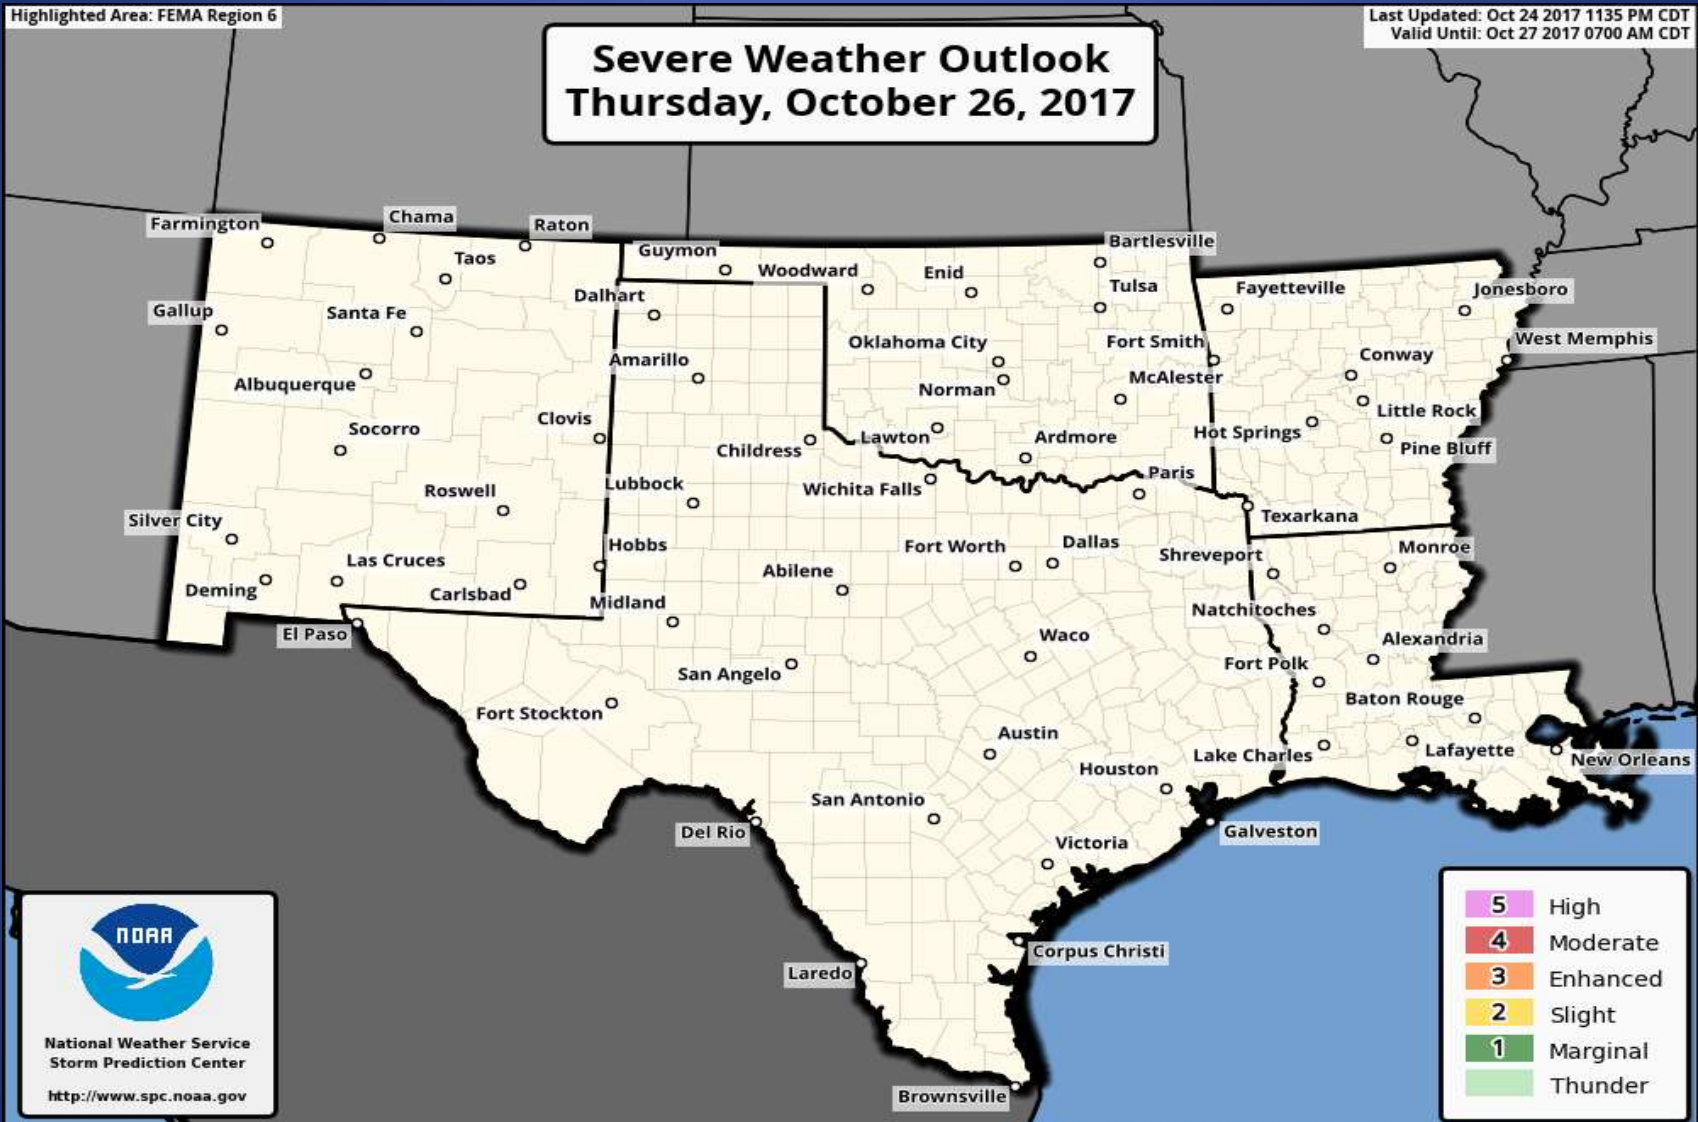 Highlighted Area: FEMA Region 6
Last Updated: Oct 24 2017 1135 PM CDT
Valid Until: Oct 27 2017 0700 AM CDT
Severe Weather Outlook
Thursday, October 26, 2017
Farmington
Chama
Raton
Taos
Guymon
Woodward
Enid
Bartlesville
Tulsa
Fayetteville
Jonesboro
Gallup
Santa Fe
Dalhart
Oklahoma City
Fort Smith
West Memphis
Albuquerque
Amarillo
Norman
McAlester
Conway
Socorro
Clovis
Childress
Lawton
Ardmore
Hot Springs
Little Rock
Pine Bluff
Roswell
Lubbock
Wichita Falls
Paris
Texarkana
Silver City
Hobbs
Fort Worth
Dallas
Shreveport
Monroe
Las Cruces
Deming
Carlsbad
Abilene
Midland
Natchitoches
El Paso
Waco
Alexandria
San Angelo
Fort Polk
Fort Stockton
Baton Rouge
Austin
Lake Charles
Lafayette
New Orleans
Houston
San Antonio
Del Rio
Galveston
Victoria
Corpus Christi
Laredo
Brownsville
NOAA
National Weather Service
Storm Prediction Center
http://www.spc.noaa.gov
5 High
4 Moderate
3 Enhanced
2 Slight
1 Marginal
Thunder